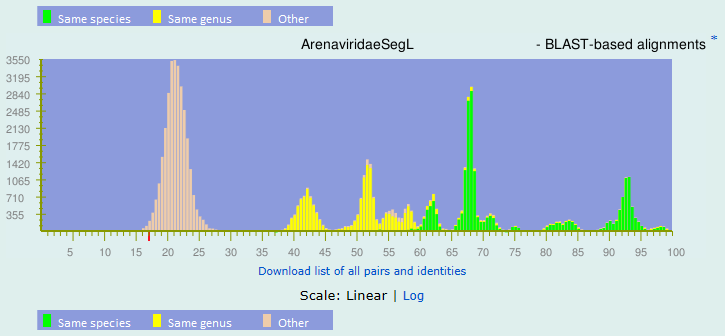 Same species Same genus Other
ArenaviridaeSegL - BLAST-based alignments *
3550
3195
2840
2485
2130
1775
1420
1065
710
355
5 10 15 20 25 30 35 40 45 50 55 60 65 70 75 80 85 90 95 100
Download list of all pairs and identities
Scale: Linear | Log
Same species Same genus Other